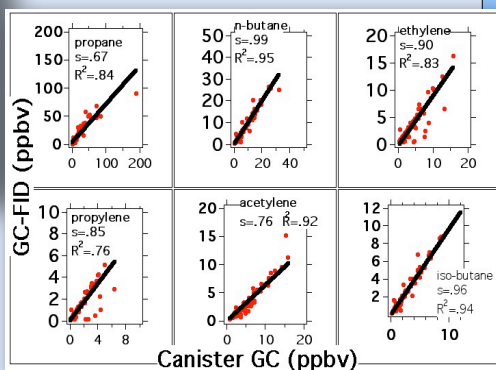 GC-FID (ppbv)
propane
s=.67
R²=.84
200
150
100
50
0
0 100 200
n-butane
s=.99
R²=.95
50
40
30
20
10
0
0 20 40
ethylene
s=.90
R²=.83
20
15
10
5
0
0 10 20
propylene
s=.85
R²=.76
10
8
6
4
2
0
0 4 8
acetylene
s=.76 R²=.92
20
15
10
5
0
0 10 20
12
10
8
6
4
2
iso-butane
s=.96
R²=.94
0 10
Canister GC (ppbv)